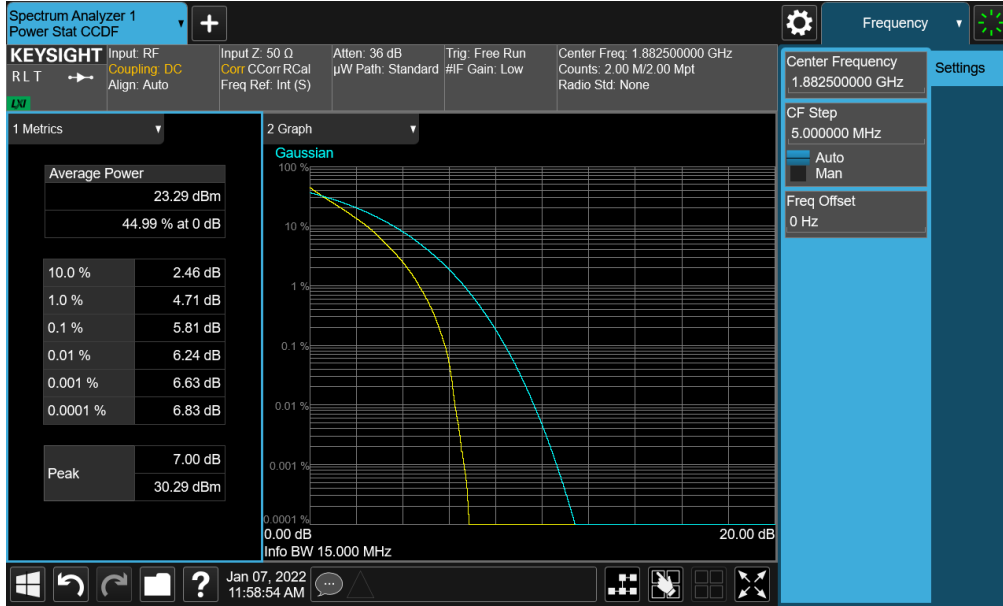 Spectrum Analyzer 1
Power Stat CCDF
+
Frequency
KEYSIGHT
R L T
LXI
Input: RF
Coupling: DC
Align: Auto
Input Z: 50 Ω
Corr CCorr RCal
Freq Ref: Int (S)
Atten: 36 dB
µW Path: Standard
Trig: Free Run
#IF Gain: Low
Center Freq: 1.882500000 GHz
Counts: 2.00 M/2.00 Mpt
Radio Std: None
Center Frequency
1.882500000 GHz
Settings
CF Step
5.000000 MHz
Auto
Man
Freq Offset
0 Hz
1 Metrics
Average Power
23.29 dBm
44.99 % at 0 dB
10.0 % 2.46 dB
1.0 % 4.71 dB
0.1 % 5.81 dB
0.01 % 6.24 dB
0.001 % 6.63 dB
0.0001 % 6.83 dB
Peak
7.00 dB
30.29 dBm
2 Graph
Gaussian
100 %
10 %
1 %
0.1 %
0.01 %
0.001 %
0.0001 %
0.00 dB 20.00 dB
Info BW 15.000 MHz
?
Jan 07, 2022
11:58:54 AM